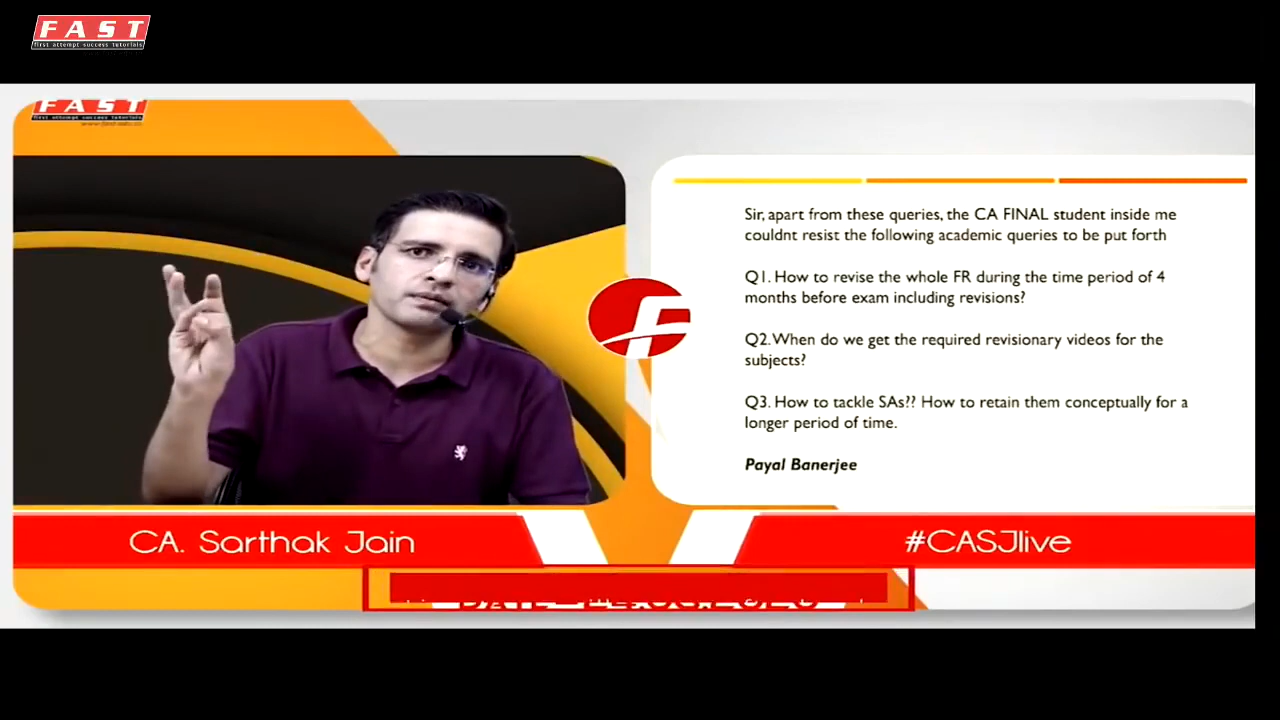 FAST
first attempt success tutorials
FAST
first attempt success tutorials
Sir, apart from these queries, the CA FINAL student inside me
couldnt resist the following academic queries to be put forth
Q1. How to revise the whole FR during the time period of 4
months before exam including revisions?
Q2. When do we get the required revisionary videos for the
subjects?
Q3. How to tackle SAs?? How to retain them conceptually for a
longer period of time.
Payal Banerjee
CA. Sarthak Jain
#CASJlive